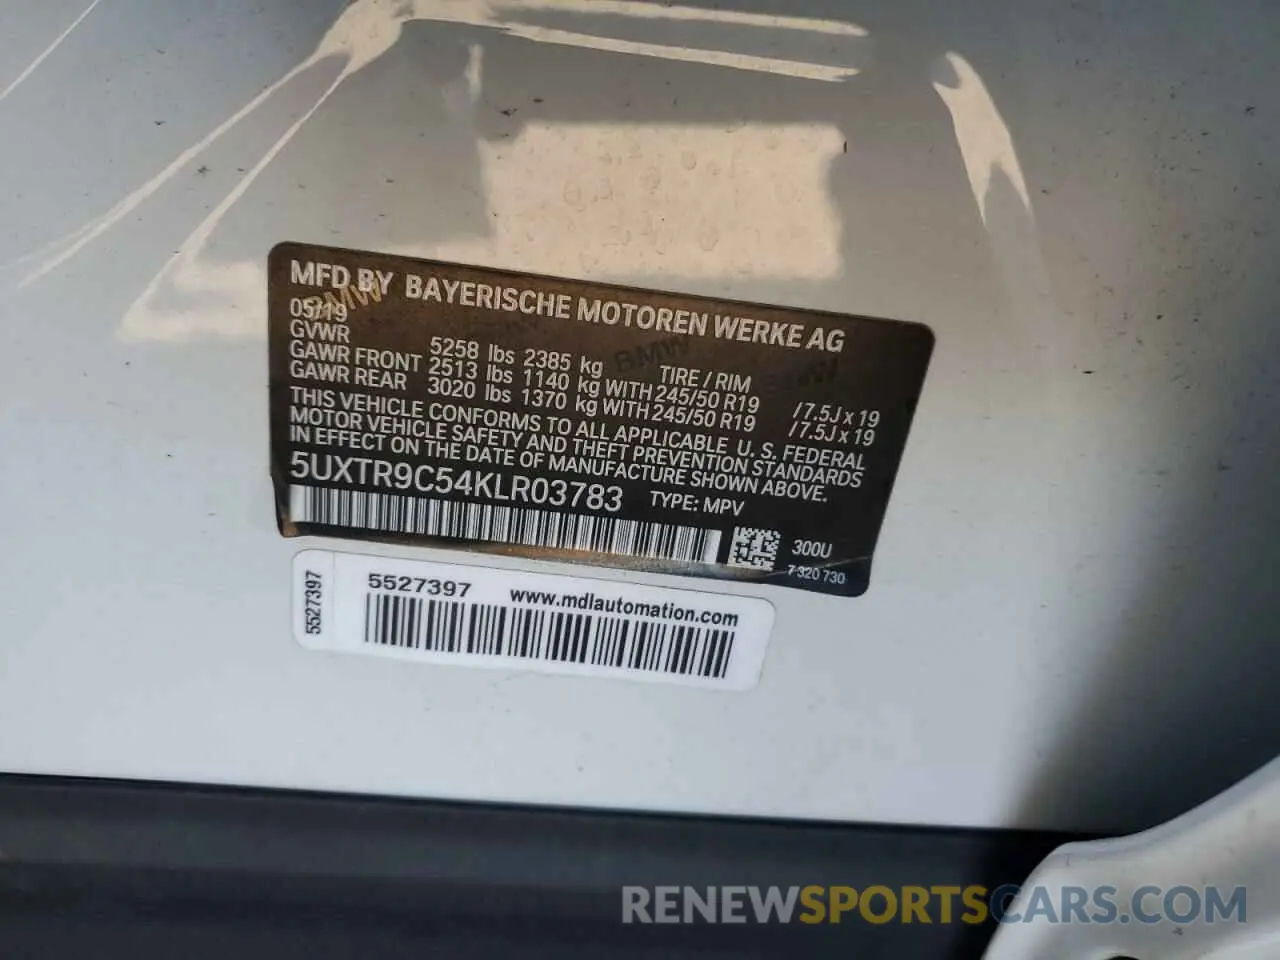 MFD BY BAYERISCHE MOTOREN WERKE AG
05/19
GVWR 5258 lbs 2385 kg TIRE / RIM
GAWR FRONT 2513 lbs 1140 kg WITH 245/50 R19 / 7.5J x 19
GAWR REAR 3020 lbs 1370 kg WITH 245/50 R19 / 7.5J x 19
THIS VEHICLE CONFORMS TO ALL APPLICABLE U. S. FEDERAL
MOTOR VEHICLE SAFETY AND THEFT PREVENTION STANDARDS
IN EFFECT ON THE DATE OF MANUFACTURE SHOWN ABOVE.
5UXTR9C54KLR03783 TYPE: MPV
300U
7 320 730
BMW
BMW
5527397
5527397 www.mdlautomation.com
RENEWSPORTSCARS.COM